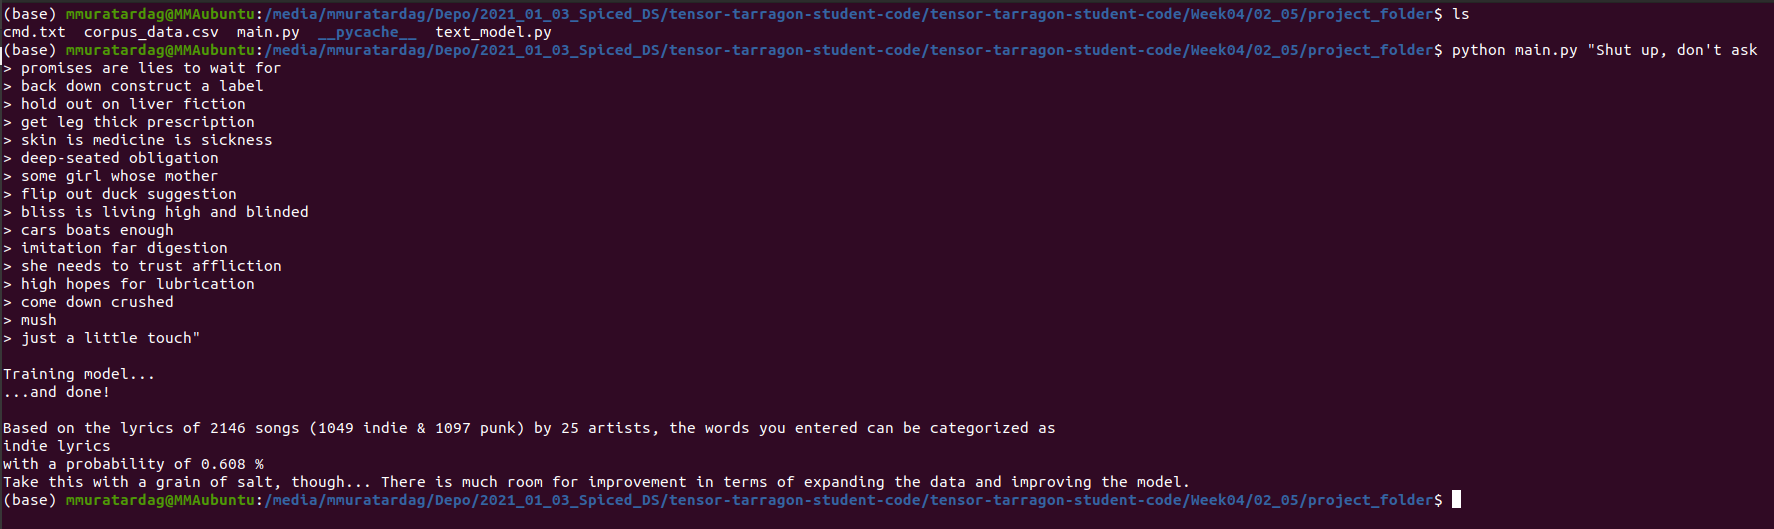 (base) mmuratardag@MMAubuntu:/media/mmuratardag/Depo/2021_01_03_Spiced_DS/tensor-tarragon-student-code/tensor-tarragon-student-code/Week04/02_05/project_folder$ ls
cmd.txt  corpus_data.csv  main.py  __pycache__  text_model.py
(base) mmuratardag@MMAubuntu:/media/mmuratardag/Depo/2021_01_03_Spiced_DS/tensor-tarragon-student-code/tensor-tarragon-student-code/Week04/02_05/project_folder$ python main.py "Shut up, don't ask
> promises are lies to wait for
> back down construct a label
> hold out on liver fiction
> get leg thick prescription
> skin is medicine is sickness
> deep-seated obligation
> some girl whose mother
> flip out duck suggestion
> bliss is living high and blinded
> cars boats enough
> imitation far digestion
> she needs to trust affliction
> high hopes for lubrication
> come down crushed
> mush
> just a little touch"
Training model...
...and done!
Based on the lyrics of 2146 songs (1049 indie & 1097 punk) by 25 artists, the words you entered can be categorized as
indie lyrics
with a probability of 0.608 %
Take this with a grain of salt, though... There is much room for improvement in terms of expanding the data and improving the model.
(base) mmuratardag@MMAubuntu:/media/mmuratardag/Depo/2021_01_03_Spiced_DS/tensor-tarragon-student-code/tensor-tarragon-student-code/Week04/02_05/project_folder$